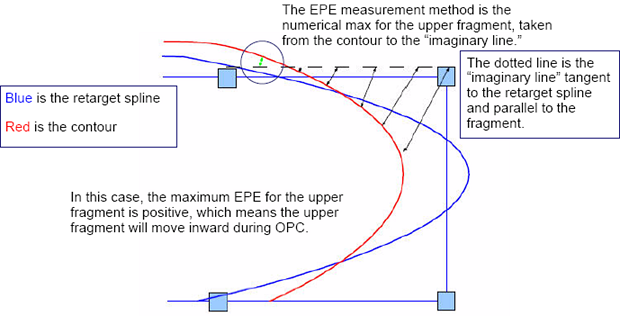 The EPE measurement method is the
numerical max for the upper fragment, taken
from the contour to the “imaginary line.”
The dotted line is the
“imaginary line” tangent
to the retarget spline
and parallel to the
fragment.
Blue is the retarget spline
Red is the contour
In this case, the maximum EPE for the upper
fragment is positive, which means the upper
fragment will move inward during OPC.